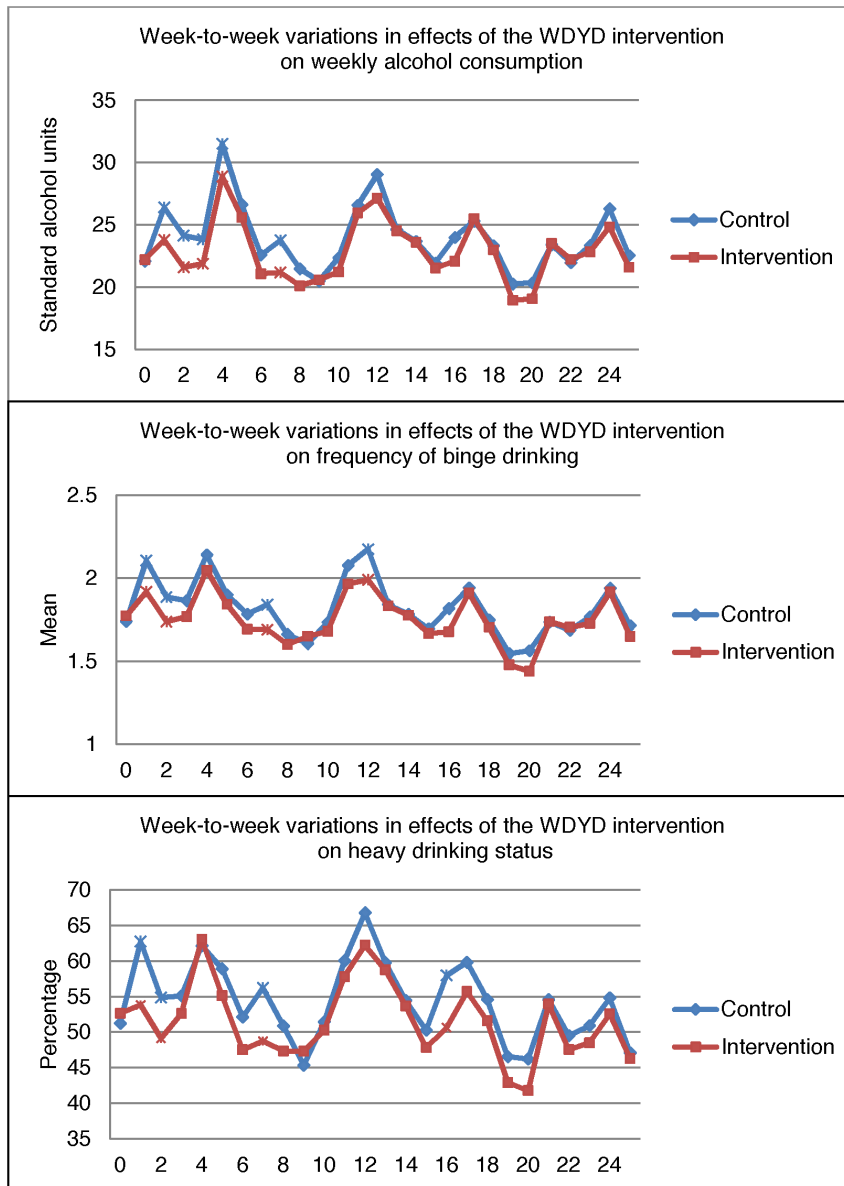 Week-to-week variations in effects of the WDYD intervention
on weekly alcohol consumption
Standard alcohol units
35
30
25
20
15
0 2 4 6 8 10 12 14 16 18 20 22 24
Control
Intervention
Week-to-week variations in effects of the WDYD intervention
on frequency of binge drinking
Mean
2.5
2
1.5
1
0 2 4 6 8 10 12 14 16 18 20 22 24
Control
Intervention
Week-to-week variations in effects of the WDYD intervention
on heavy drinking status
Percentage
70
65
60
55
50
45
40
35
0 2 4 6 8 10 12 14 16 18 20 22 24
Control
Intervention